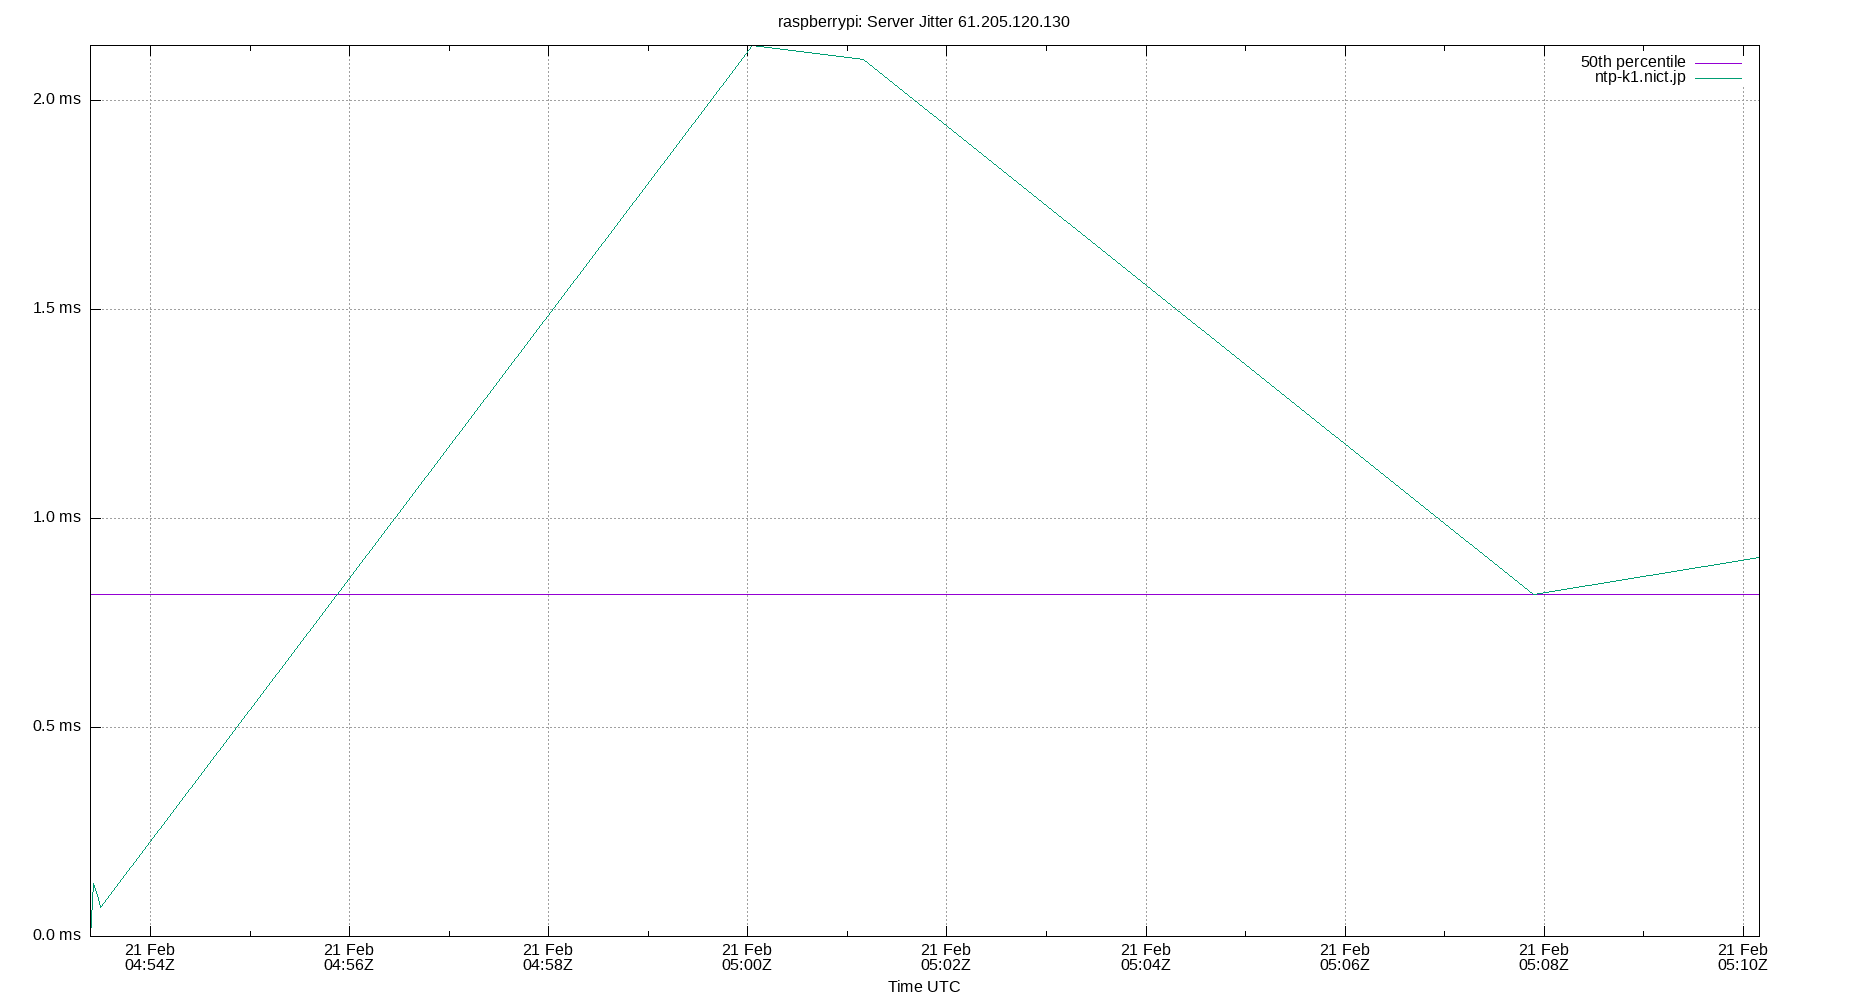 raspberrypi: Server Jitter 61.205.120.130
50th percentile
ntp-k1.nict.jp
2.0 ms
1.5 ms
1.0 ms
0.5 ms
0.0 ms
21 Feb 21 Feb 21 Feb 21 Feb 21 Feb 21 Feb 21 Feb 21 Feb 21 Feb
04:54Z 04:56Z 04:58Z 05:00Z 05:02Z 05:04Z 05:06Z 05:08Z 05:10Z
Time UTC